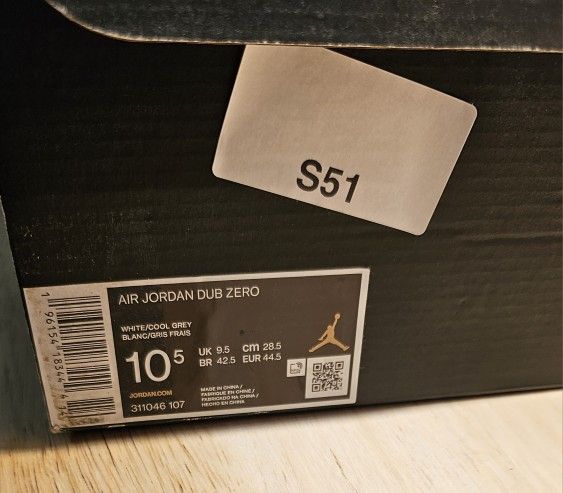 S51
AIR JORDAN DUB ZERO
WHITE/COOL GREY
BLANC/GRIS FRAIS
10⁵ UK 9.5 cm 28.5
BR 42.5 EUR 44.5
JORDAN.COM
311046 107
MADE IN CHINA /
FABRIQUÉ EN CHINE /
FABRICADO NA CHINA /
HECHO EN CHINA